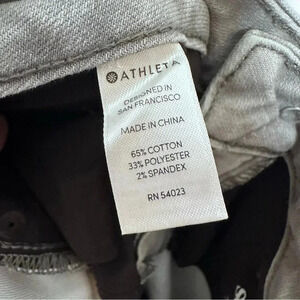 ATHLETA
DESIGNED IN
SAN FRANCISCO
MADE IN CHINA
65% COTTON
33% POLYESTER
2% SPANDEX
RN 54023